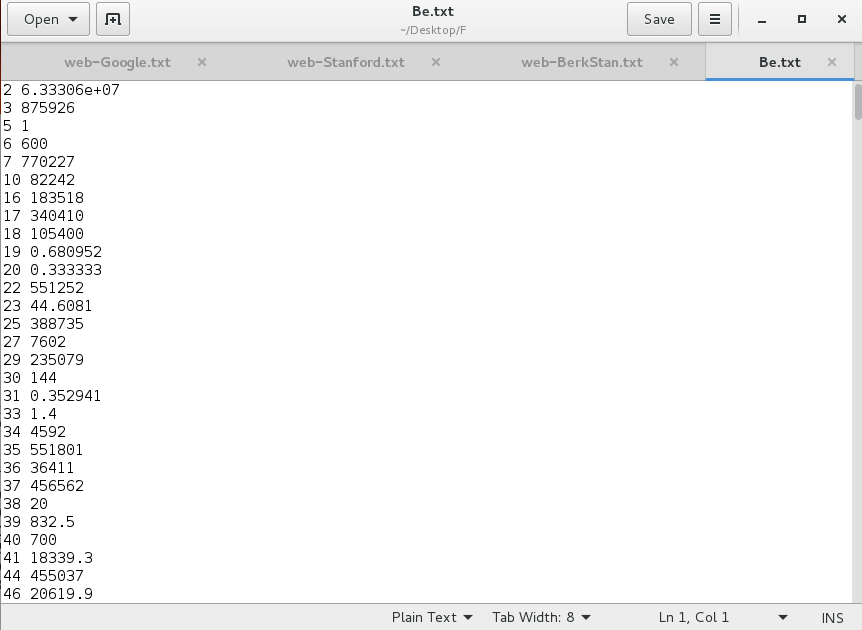 Open
Be.txt
~/Desktop/F
Save
web-Google.txt
web-Stanford.txt
web-BerkStan.txt
Be.txt
2 6.33306e+07
3 875926
5 1
6 600
7 770227
10 82242
16 183518
17 340410
18 105400
19 0.680952
20 0.333333
22 551252
23 44.6081
25 388735
27 7602
29 235079
30 144
31 0.352941
33 1.4
34 4592
35 551801
36 36411
37 456562
38 20
39 832.5
40 700
41 18339.3
44 455037
46 20619.9
Plain Text
Tab Width: 8
Ln 1, Col 1
INS